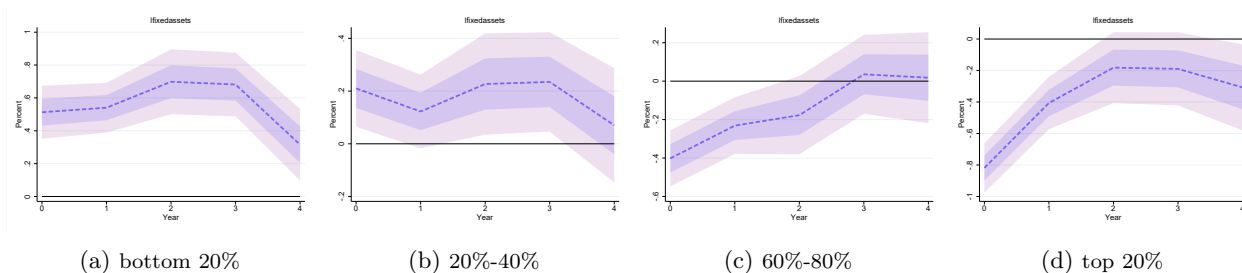 lfixedassets
Percent
1
.8
.6
.4
.2
0
0 1 2 3 4
Year
(a) bottom 20%
lfixedassets
Percent
.4
.2
0
-.2
0 1 2 3 4
Year
(b) 20%-40%
lfixedassets
Percent
.2
0
-.2
-.4
-.6
0 1 2 3 4
Year
(c) 60%-80%
lfixedassets
Percent
0
-.2
-.4
-.6
-.8
-1
0 1 2 3 4
Year
(d) top 20%